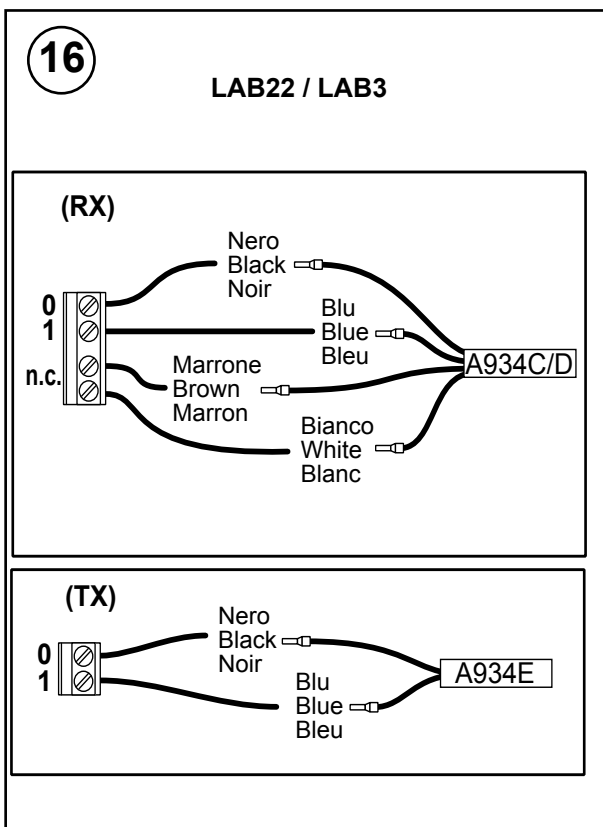 16
LAB22 / LAB3
(RX)
Nero
Black
Noir
0
1
n.c.
Blu
Blue
Bleu
A934C/D
Marrone
Brown
Marron
Bianco
White
Blanc
(TX)
Nero
Black
Noir
0
1
Blu
Blue
Bleu
A934E